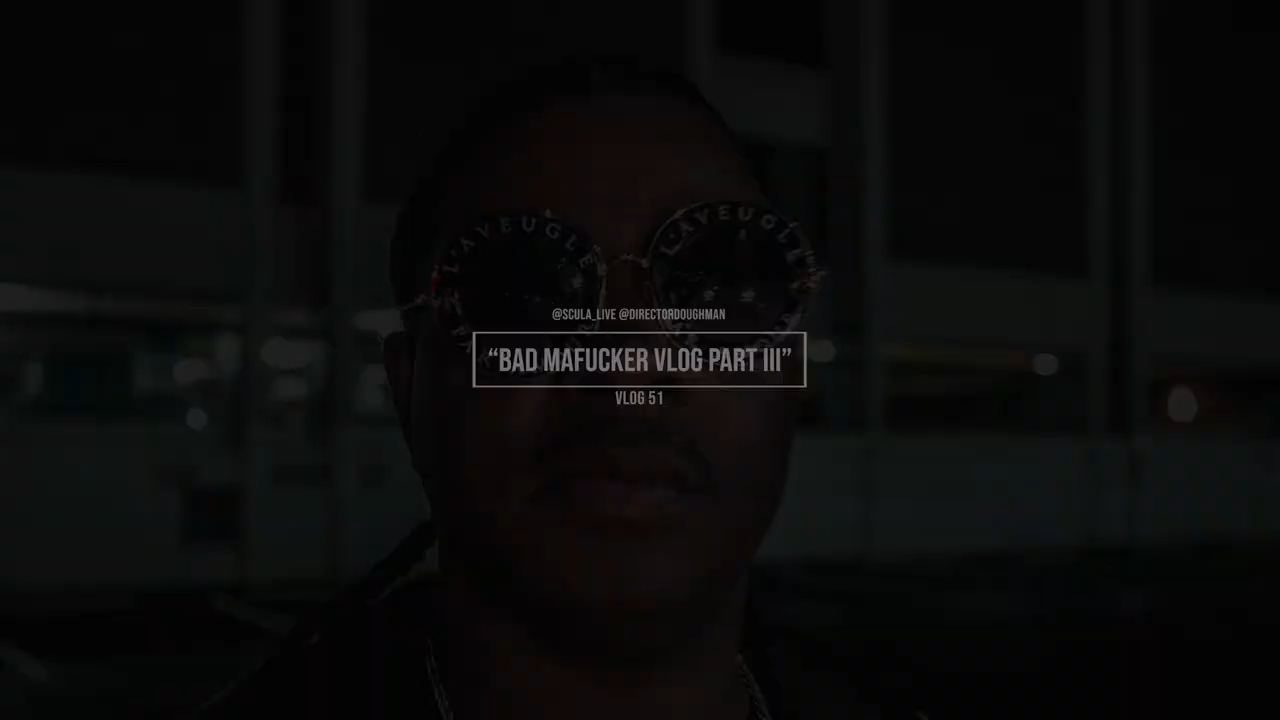 L'AVEUGLE
L'AVEUGLE
@SCULA_LIVE @DIRECTORDOUGHMAN
“BAD MAFUCKER VLOG PART III”
VLOG 51